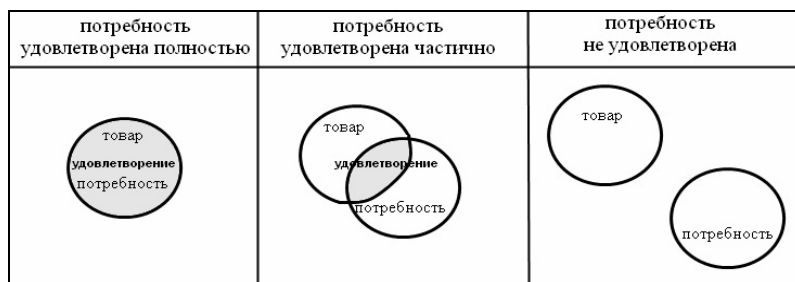 потребность
удовлетворена полностью
потребность
удовлетворена частично
потребность
не удовлетворена
товар
удовлетворение
потребность
товар
удовлетворение
потребность
товар
потребность